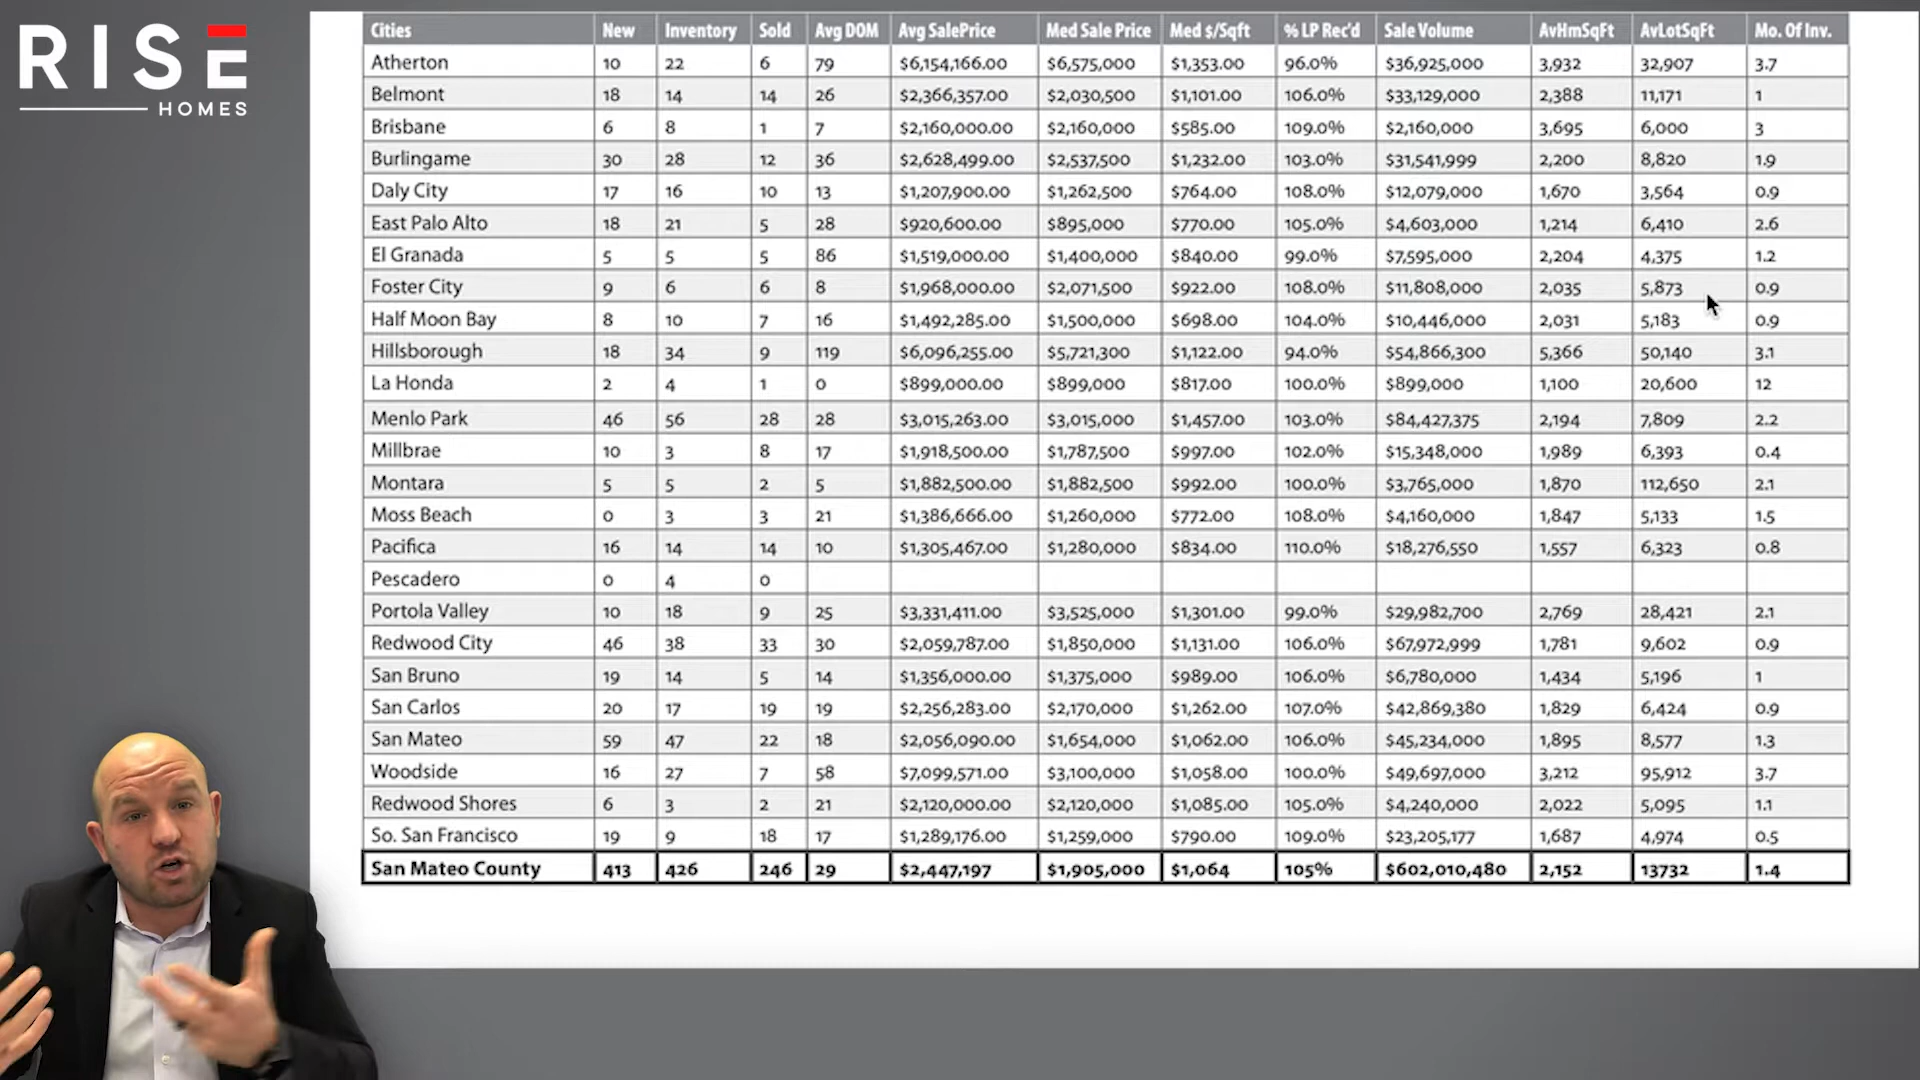 RISE
HOMES
Cities New Inventory Sold Avg DOM Avg SalePrice Med Sale Price Med $/Sqft % LP Rec'd Sale Volume AvHmSqFt AvLotSqFt Mo. Of Inv.
Atherton 10 22 6 79 $6,154,166.00 $6,575,000 $1,353.00 96.0% $36,925,000 3,932 32,907 3.7
Belmont 18 14 14 26 $2,366,357.00 $2,030,500 $1,101.00 106.0% $33,129,000 2,388 11,171 1
Brisbane 6 8 1 7 $2,160,000.00 $2,160,000 $585.00 109.0% $2,160,000 3,695 6,000 3
Burlingame 30 28 12 36 $2,628,499.00 $2,537,500 $1,232.00 103.0% $31,541,999 2,200 8,820 1.9
Daly City 17 16 10 13 $1,207,900.00 $1,262,500 $764.00 108.0% $12,079,000 1,670 3,564 0.9
East Palo Alto 18 21 5 28 $920,600.00 $895,000 $770.00 105.0% $4,603,000 1,214 6,410 2.6
El Granada 5 5 5 86 $1,519,000.00 $1,400,000 $840.00 99.0% $7,595,000 2,204 4,375 1.2
Foster City 9 6 6 8 $1,968,000.00 $2,071,500 $922.00 108.0% $11,808,000 2,035 5,873 0.9
Half Moon Bay 8 10 7 16 $1,492,285.00 $1,500,000 $698.00 104.0% $10,446,000 2,031 5,183 0.9
Hillsborough 18 34 9 119 $6,096,255.00 $5,721,300 $1,122.00 94.0% $54,866,300 5,366 50,140 3.1
La Honda 2 4 1 0 $899,000.00 $899,000 $817.00 100.0% $899,000 1,100 20,600 12
Menlo Park 46 56 28 28 $3,015,263.00 $3,015,000 $1,457.00 103.0% $84,427,375 2,194 7,809 2.2
Millbrae 10 3 8 17 $1,918,500.00 $1,787,500 $997.00 102.0% $15,348,000 1,989 6,393 0.4
Montara 5 5 2 5 $1,882,500.00 $1,882,500 $992.00 100.0% $3,765,000 1,870 112,650 2.1
Moss Beach 0 3 3 21 $1,386,666.00 $1,260,000 $772.00 108.0% $4,160,000 1,847 5,133 1.5
Pacifica 16 14 14 10 $1,305,467.00 $1,280,000 $834.00 110.0% $18,276,550 1,557 6,323 0.8
Pescadero 0 4 0
Portola Valley 10 18 9 25 $3,331,411.00 $3,525,000 $1,301.00 99.0% $29,982,700 2,769 28,421 2.1
Redwood City 46 38 33 30 $2,059,787.00 $1,850,000 $1,131.00 106.0% $67,972,999 1,781 9,602 0.9
San Bruno 19 14 5 14 $1,356,000.00 $1,375,000 $989.00 106.0% $6,780,000 1,434 5,196 1
San Carlos 20 17 19 19 $2,256,283.00 $2,170,000 $1,262.00 107.0% $42,869,380 1,829 6,424 0.9
San Mateo 59 47 22 18 $2,056,090.00 $1,654,000 $1,062.00 106.0% $45,234,000 1,895 8,577 1.3
Woodside 16 27 7 58 $7,099,571.00 $3,100,000 $1,058.00 100.0% $49,697,000 3,212 95,912 3.7
Redwood Shores 6 3 2 21 $2,120,000.00 $2,120,000 $1,085.00 105.0% $4,240,000 2,022 5,095 1.1
So. San Francisco 19 9 18 17 $1,289,176.00 $1,259,000 $790.00 109.0% $23,205,177 1,687 4,974 0.5
San Mateo County 413 426 246 29 $2,447,197 $1,905,000 $1,064 105% $602,010,480 2,152 13732 1.4